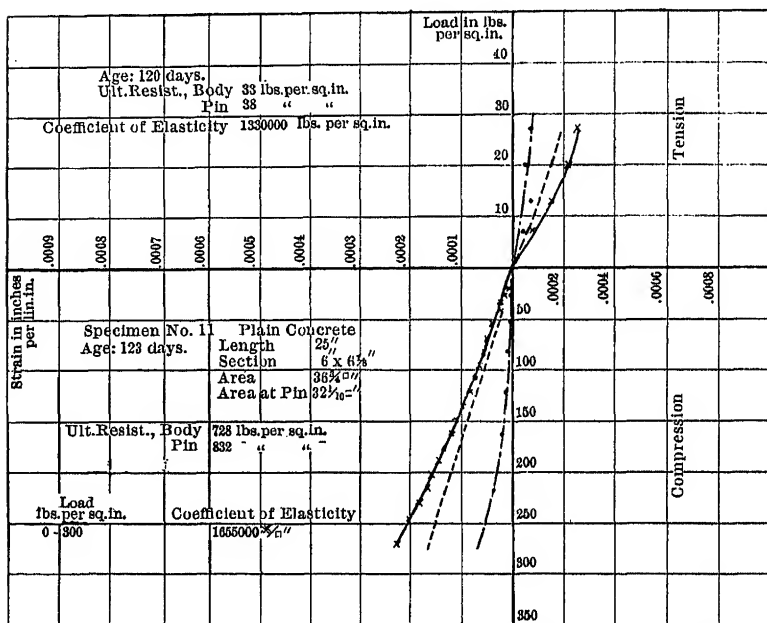 Load in lbs.
per sq.in.
40
30
20
10
Tension
Age: 120 days.
Ult.Resist., Body 33 lbs.per.sq.in.
Pin 38 “ “
Coefficient of Elasticity 1330000 lbs. per sq.in.
.0009
.0008
.0007
.0006
.0005
.0004
.0003
.0002
.0001
.0002
.0004
.0006
.0008
Strain in inches
per lin.in.
50
100
150
200
250
300
350
Compression
Specimen No. 11 Plain Concrete
Age: 123 days.
Length 25″
Section 6 x 6⅛″
Area 36¾□″
Area at Pin 32⅒□″
Ult.Resist., Body 728 lbs.per.sq.in.
Pin 832 “ “
Load
lbs.per sq.in.
Coefficient of Elasticity
0 - 300
1655000 #/□″